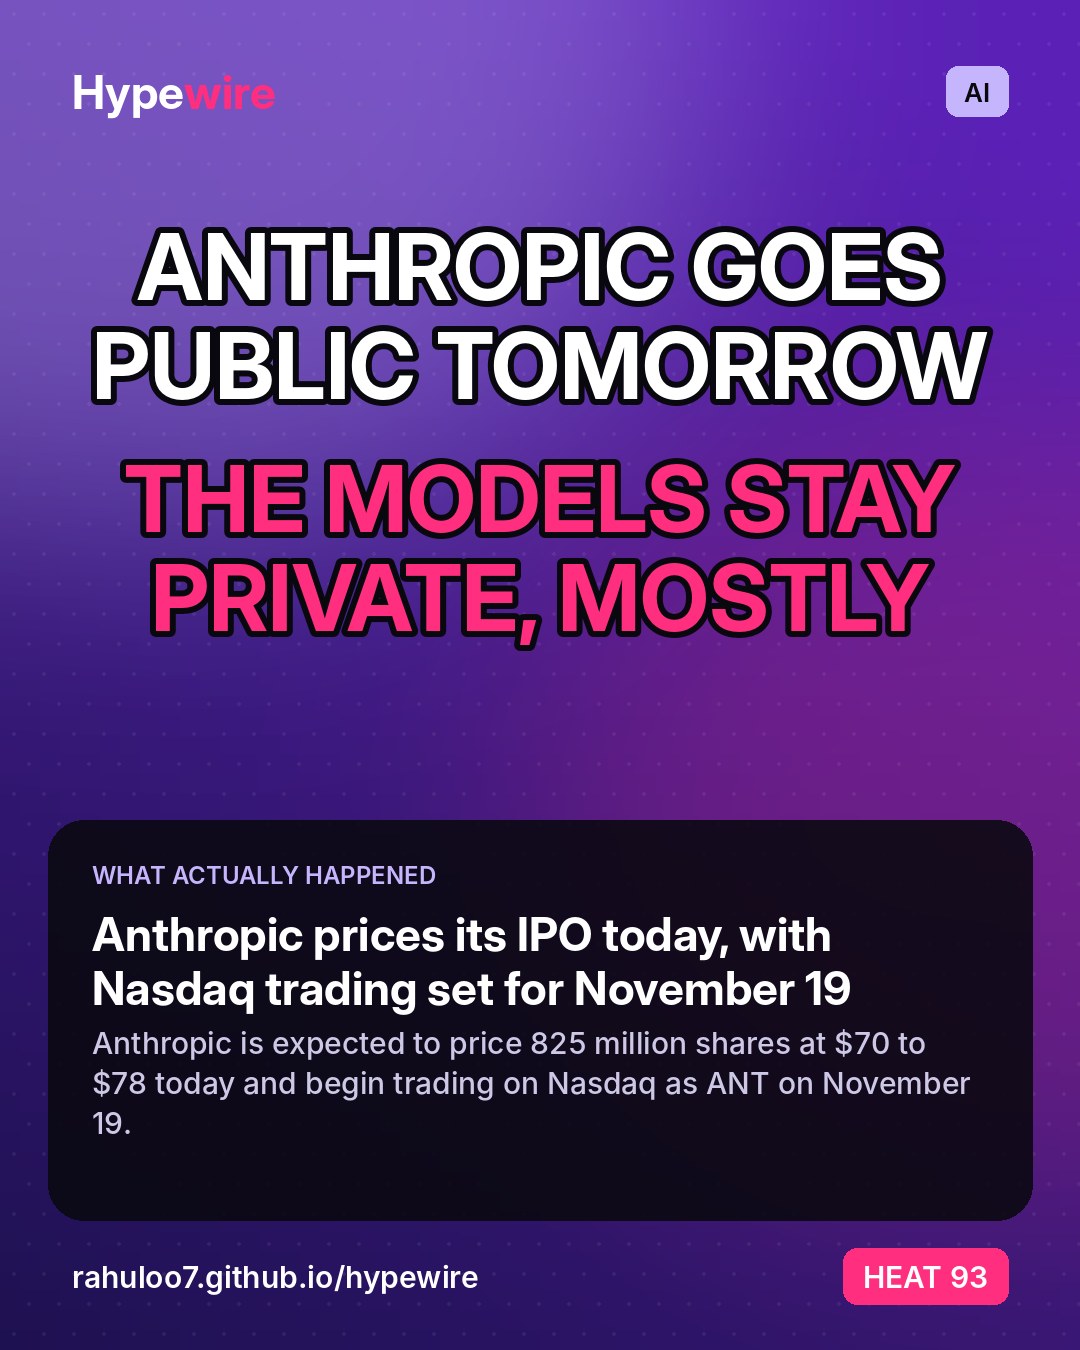 Hypewire
AI
ANTHROPIC GOES
PUBLIC TOMORROW
THE MODELS STAY
PRIVATE, MOSTLY
WHAT ACTUALLY HAPPENED
Anthropic prices its IPO today, with
Nasdaq trading set for November 19
Anthropic is expected to price 825 million shares at $70 to
$78 today and begin trading on Nasdaq as ANT on November
19.
rahuloo7.github.io/hypewire
HEAT 93